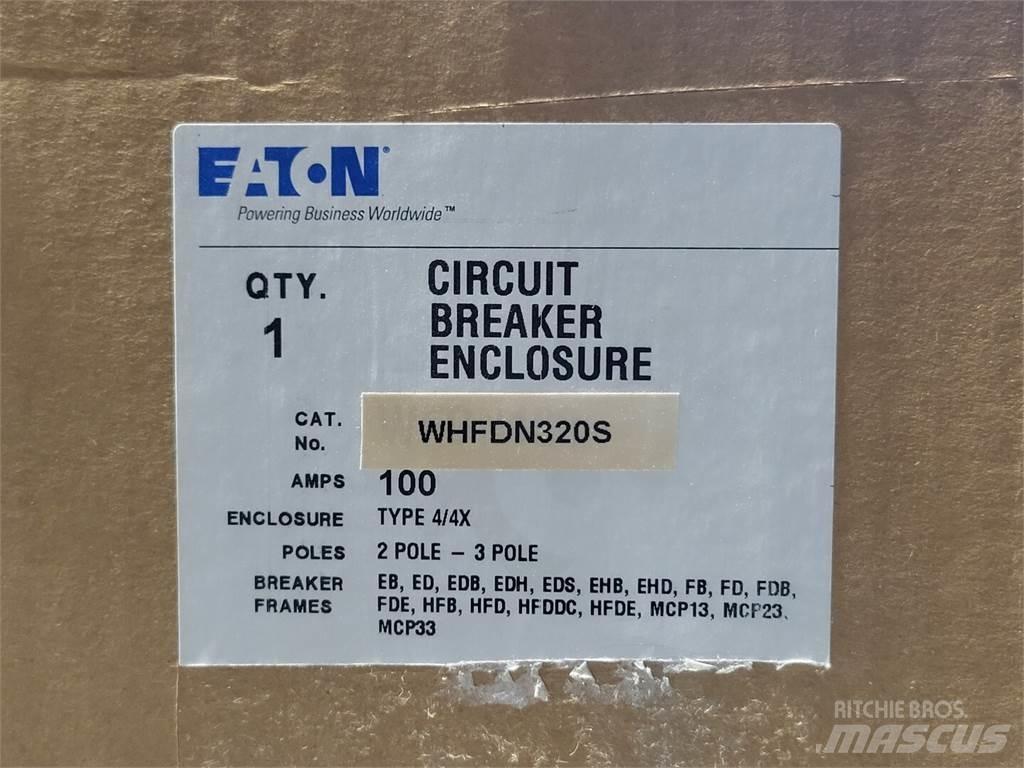 EATON®
Powering Business Worldwide™
QTY.
1
CIRCUIT
BREAKER
ENCLOSURE
CAT.
No.
WHFDN320S
AMPS 100
ENCLOSURE TYPE 4/4X
POLES 2 POLE – 3 POLE
BREAKER EB, ED, EDB, EDH, EDS, EHB, EHD, FB, FD, FDB,
FRAMES FDE, HFB, HFD, HFDDC, HFDE, MCP13, MCP23,
MCP33
RITCHIE BROS.
MASCUS